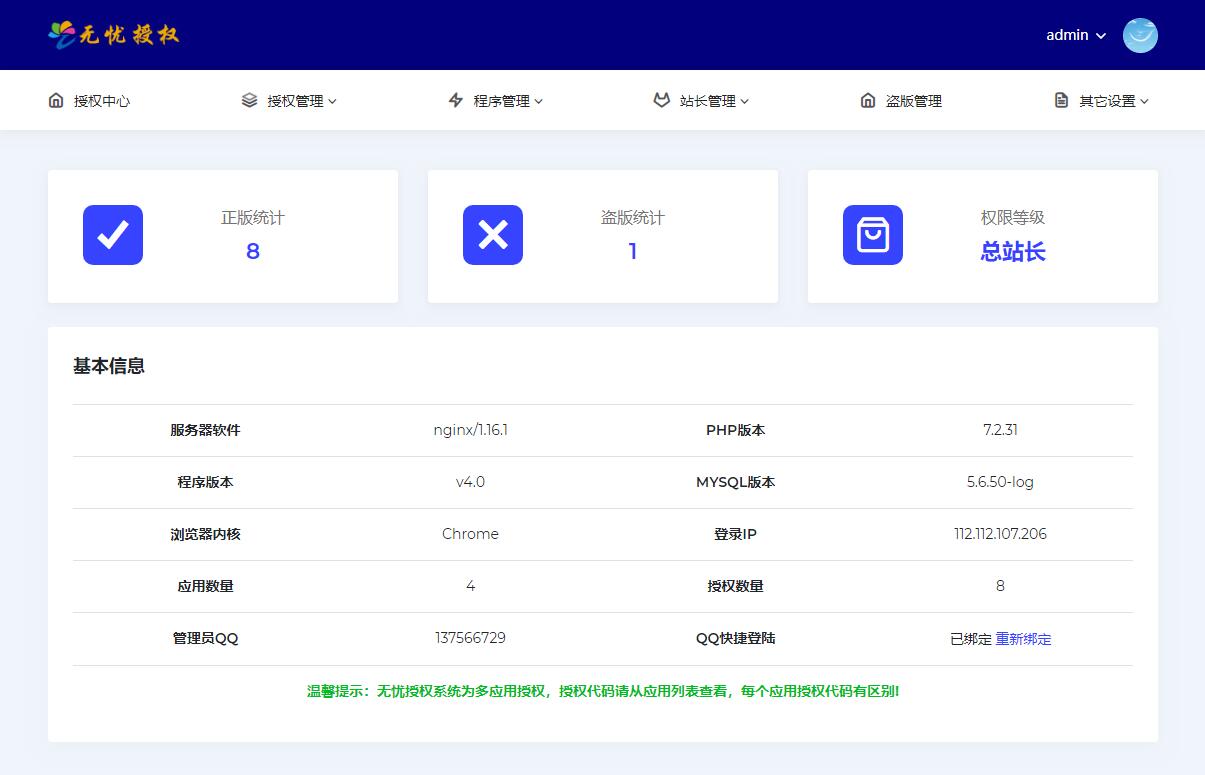 无忧授权
admin
授权中心 授权管理 程序管理 站长管理 盗版管理 其它设置
正版统计
8
盗版统计
1
权限等级
总站长
基本信息
服务器软件 nginx/1.16.1 PHP版本 7.2.31
程序版本 v4.0 MYSQL版本 5.6.50-log
浏览器内核 Chrome 登录IP 112.112.107.206
应用数量 4 授权数量 8
管理员QQ 137566729 QQ快捷登陆 已绑定 重新绑定
温馨提示：无忧授权系统为多应用授权，授权代码请从应用列表查看，每个应用授权代码有区别!